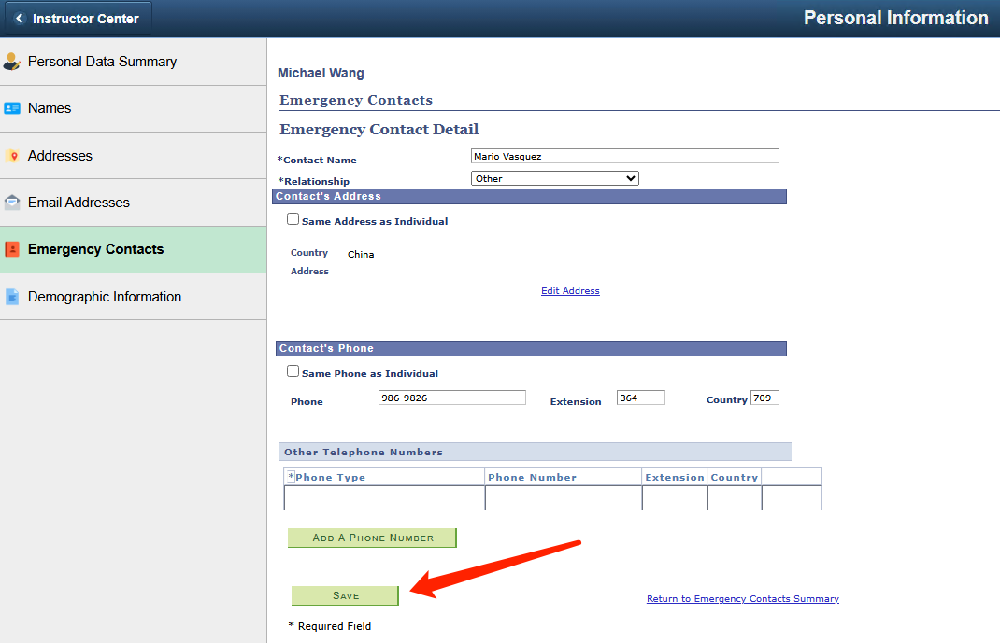 Instructor Center
Personal Information
Personal Data Summary
Names
Addresses
Email Addresses
Emergency Contacts
Demographic Information
Michael Wang
Emergency Contacts
Emergency Contact Detail
*Contact Name Mario Vasquez
*Relationship Other
Contact's Address
Same Address as Individual
Country China
Address
Edit Address
Contact's Phone
Same Phone as Individual
Phone 986-9826 Extension 364 Country 709
Other Telephone Numbers
*Phone Type Phone Number Extension Country
ADD A PHONE NUMBER
SAVE
Return to Emergency Contacts Summary
* Required Field